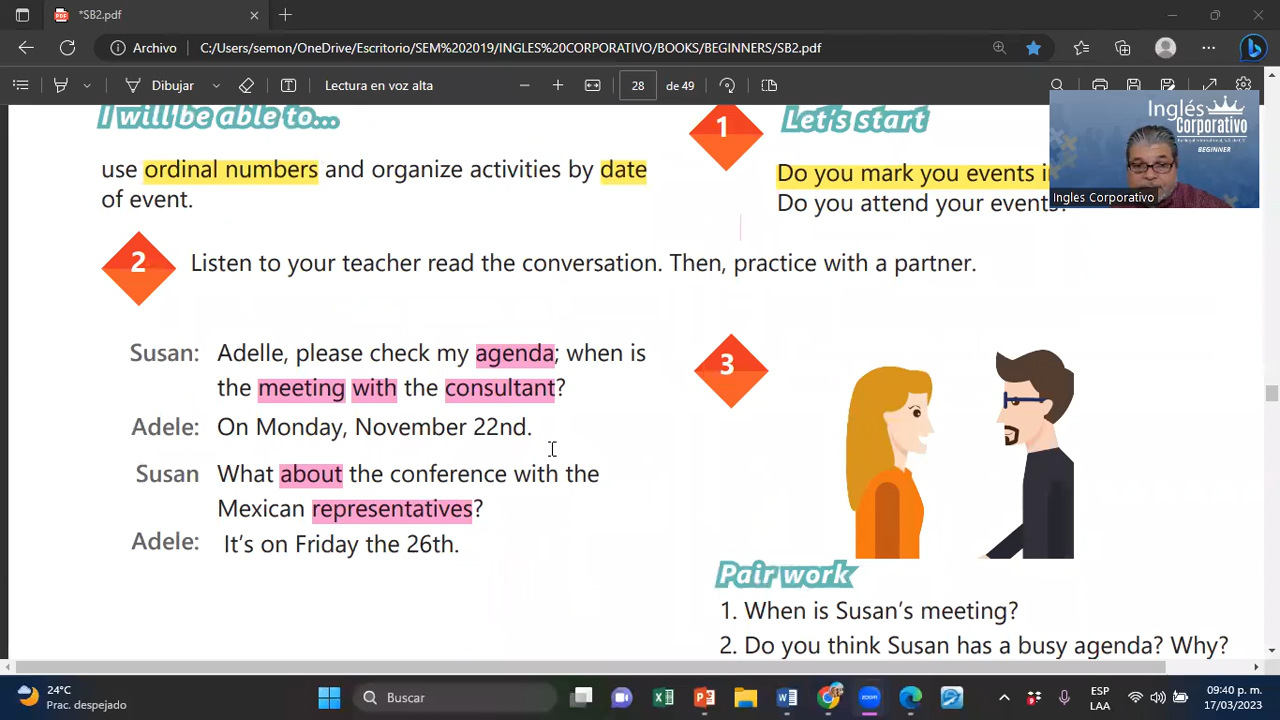 *SB2.pdf
Archivo
C:/Users/semon/OneDrive/Escritorio/SEM%202019/INGLES%20CORPORATIVO/BOOKS/BEGINNERS/SB2.pdf
Dibujar
Lectura en voz alta
28
de 49
I will be able to...
use ordinal numbers and organize activities by date
of event.
1
Let's start
Do you mark you events i
Do you attend your events?
Inglés
Corporativo
BEGINNER
Ingles Corporativo
2
Listen to your teacher read the conversation. Then, practice with a partner.
Susan: Adelle, please check my agenda; when is
the meeting with the consultant?
Adele: On Monday, November 22nd.
Susan What about the conference with the
Mexican representatives?
Adele: It's on Friday the 26th.
3
Pair work
1. When is Susan's meeting?
2. Do you think Susan has a busy agenda? Why?
24°C
Prac. despejado
Buscar
ESP
LAA
09:40 p. m.
17/03/2023